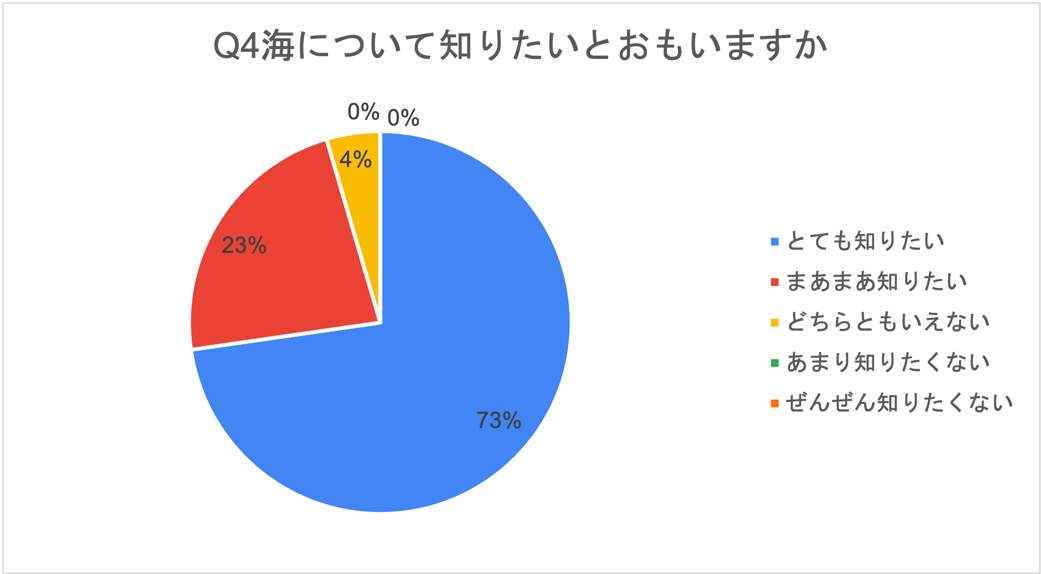 Q4海について知りたいとおもいますか
0%
0%
4%
23%
73%
とても知りたい
まあまあ知りたい
どちらともいえない
あまり知りたくない
ぜんぜん知りたくない